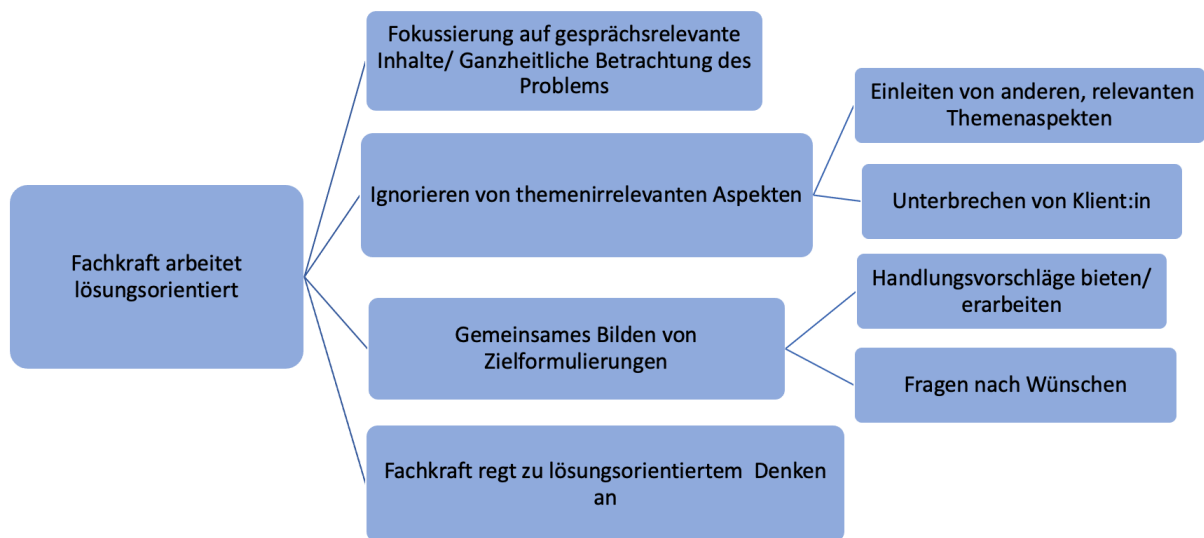 Fachkraft arbeitet
lösungsorientiert
Fokussierung auf gesprächsrelevante
Inhalte/ Ganzheitliche Betrachtung des
Problems
Ignorieren von themenirrelevanten Aspekten
Einleiten von anderen, relevanten
Themenaspekten
Unterbrechen von Klient:in
Gemeinsames Bilden von
Zielformulierungen
Handlungsvorschläge bieten/
erarbeiten
Fragen nach Wünschen
Fachkraft regt zu lösungsorientiertem Denken
an